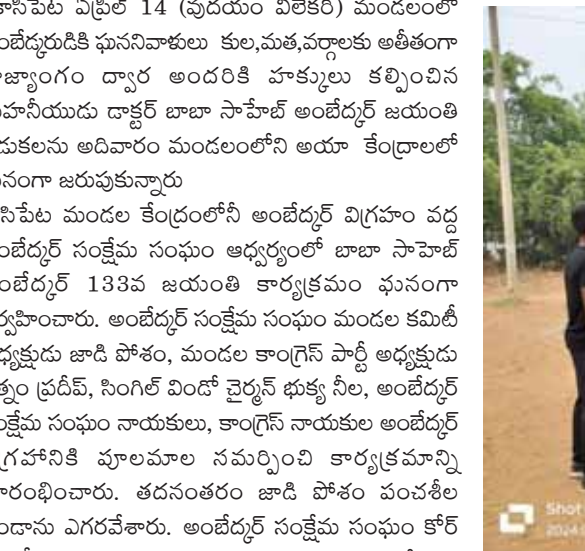 కాసిపేట ఏప్రిల్ 14 (వుదయం విలేకరి) మండలంలో
అంబేడ్కరుడికి ఘననివాళులు కుల,మత,వర్గాలకు అతీతంగా
రాజ్యాంగం ద్వార అందరికి హక్కులు కల్పించిన
మహనీయుడు డాక్టర్ బాబా సాహేబ్ అంబేద్కర్ జయంతి
వేడుకలను అదివారం మండలంలోని అయా కేంద్రాలలో
ఘనంగా జరుపుకున్నారు
కాసిపేట మండల కేంద్రంలోనీ అంబేద్కర్ విగ్రహం వద్ద
అంబేద్కర్ సంక్షేమ సంఘం ఆధ్వర్యంలో బాబా సాహెబ్
అంబేద్కర్ 133వ జయంతి కార్యక్రమం ఘనంగా
నిర్వహించారు. అంబేద్కర్ సంక్షేమ సంఘం మండల కమిటీ
అధ్యక్షుడు జాడి పోశం, మండల కాంగ్రెస్ పార్టీ అధ్యక్షుడు
ప్రదీప్, సింగిల్ విండో చైర్మన్ భుక్య నీల, అంబేద్కర్
సంక్షేమ సంఘం నాయకులు, కాంగ్రెస్ నాయకుల అంబేద్కర్
విగ్రహానికి పూలమాల సమర్పించి కార్యక్రమాన్ని
ప్రారంభించారు. తదనంతరం జాడి పోశం పంచశీల
జెండాను ఎగరవేశారు. అంబేద్కర్ సంక్షేమ సంఘం కోర్
Shot
2024